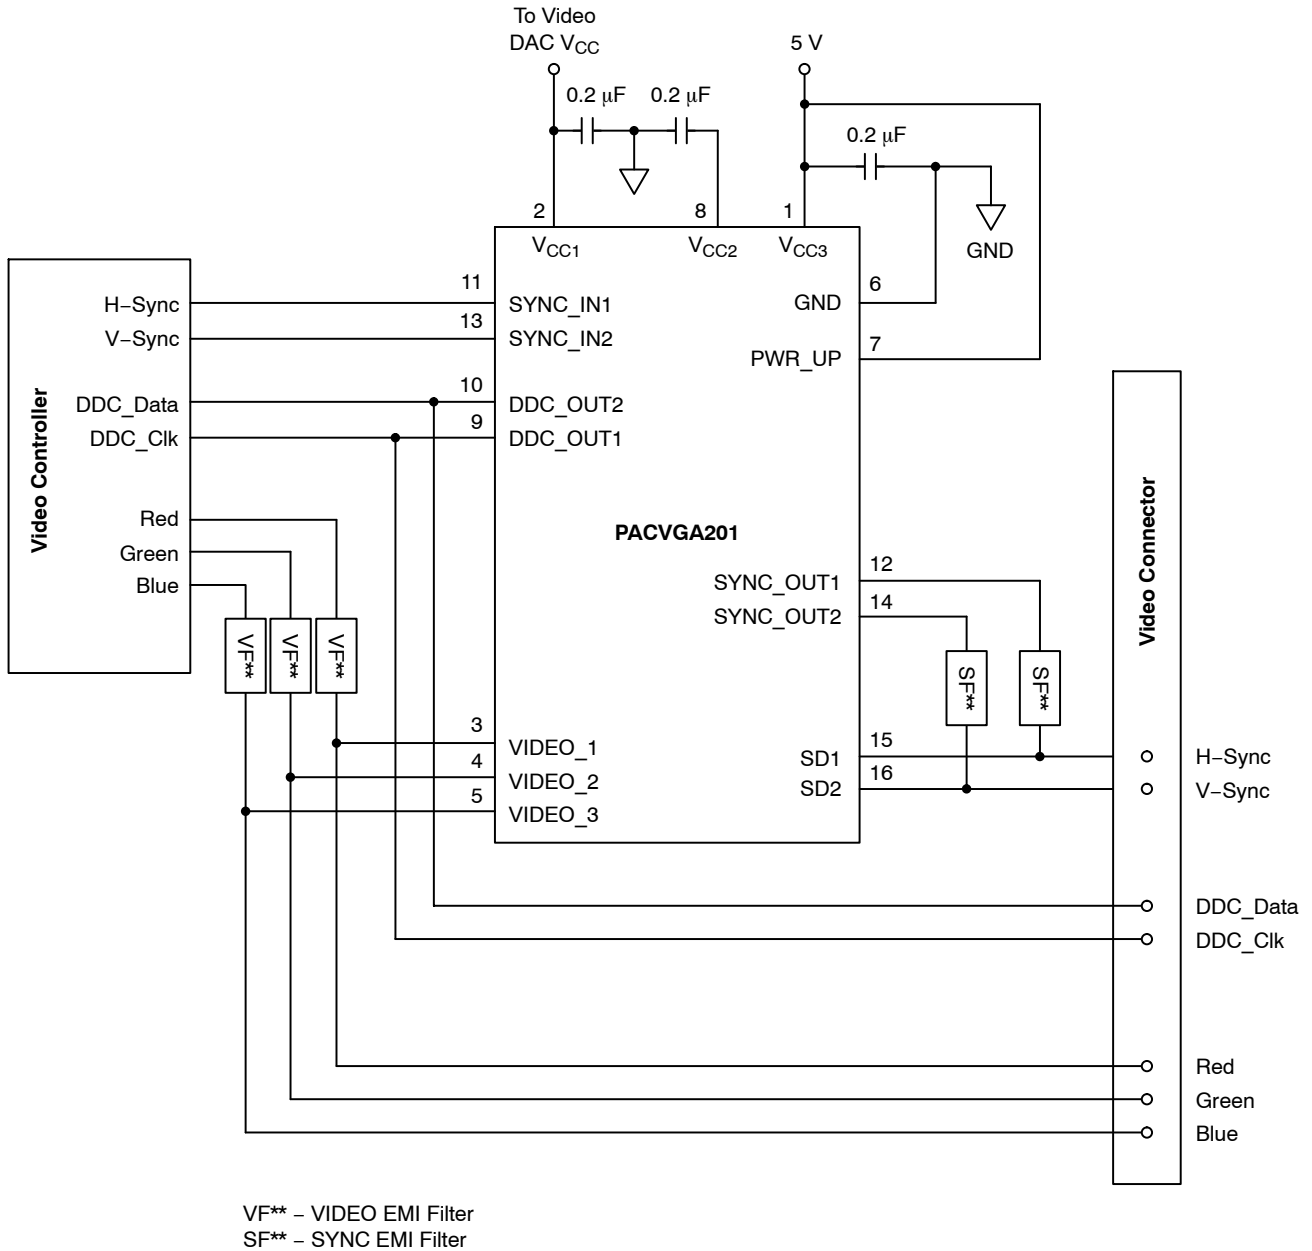 To Video
DAC VCC
5 V
0.2 µF
0.2 µF
0.2 µF
2
8
1
VCC1
VCC2
VCC3
GND
11
H−Sync
SYNC_IN1
6
GND
13
V−Sync
SYNC_IN2
7
PWR_UP
10
DDC_Data
DDC_OUT2
9
DDC_Clk
DDC_OUT1
Video Controller
Red
Green
Blue
PACVGA201
Video Connector
12
SYNC_OUT1
14
SYNC_OUT2
VF**
VF**
VF**
SF**
SF**
3
VIDEO_1
4
VIDEO_2
5
VIDEO_3
15
SD1
16
SD2
H−Sync
V−Sync
DDC_Data
DDC_Clk
Red
Green
Blue
VF** − VIDEO EMI Filter
SF** − SYNC EMI Filter